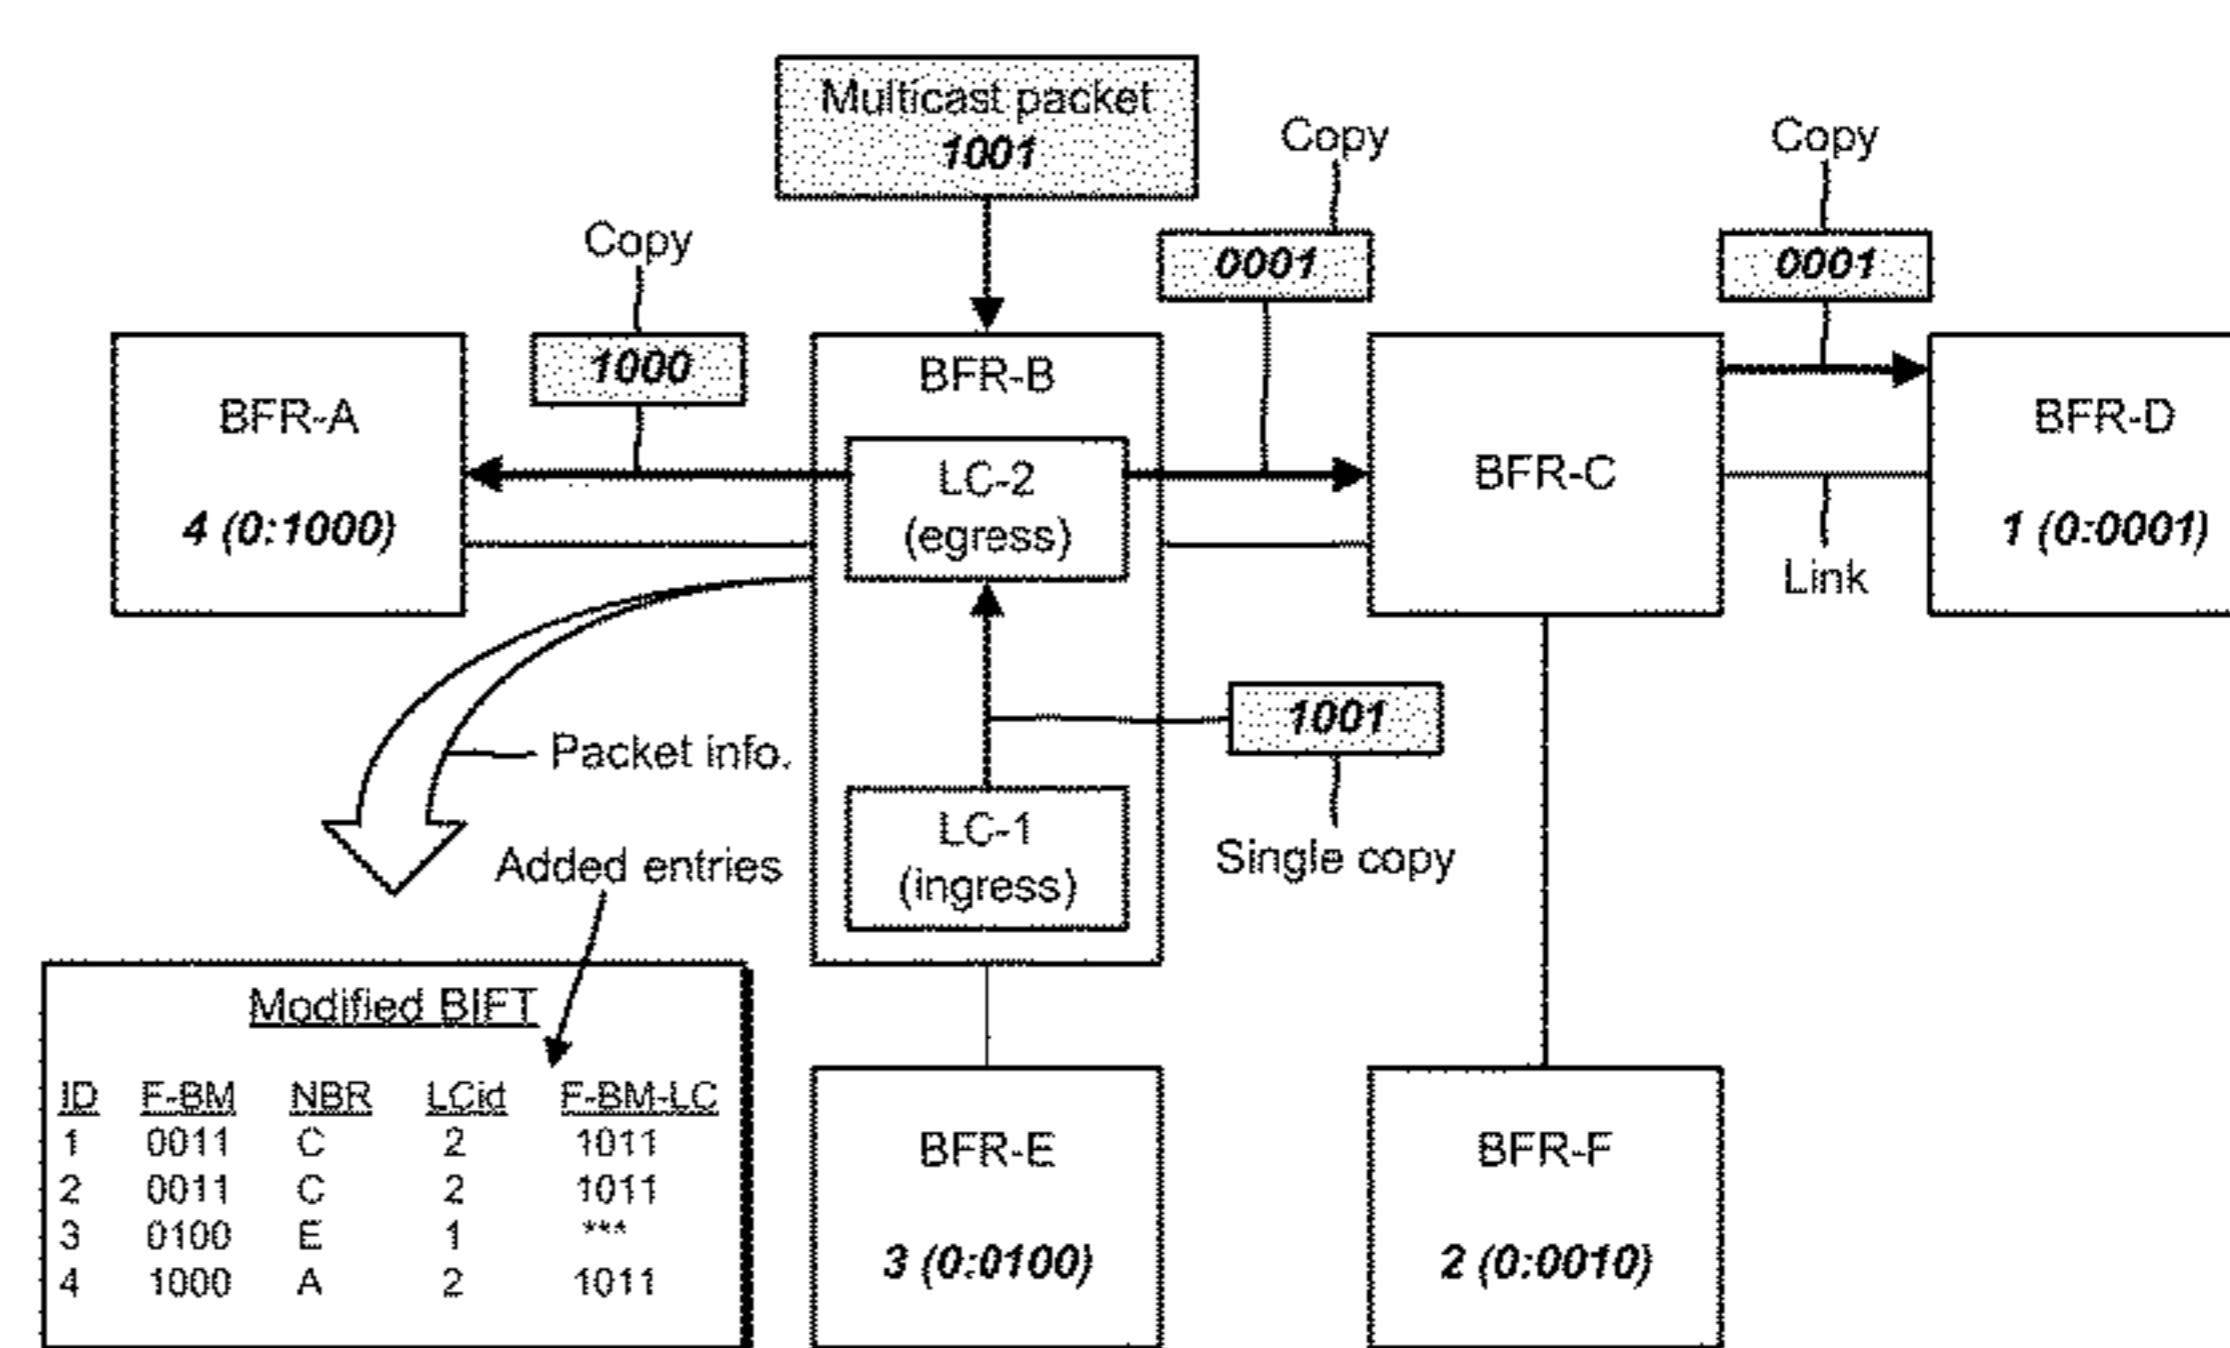 Multicast packet
1001
Copy
Copy
Copy
0001
0001
1000
BFR-A
4 (0:1000)
BFR-B
LC-2
(egress)
BFR-C
BFR-D
1 (0:0001)
Link
1001
Single copy
Packet info.
LC-1
(ingress)
Added entries
Modified BIFT
ID F-BM NBR LCid F-BM-LC
1 0011 C 2 1011
2 0011 C 2 1011
3 0100 E 1 ***
4 1000 A 2 1011
BFR-E
3 (0:0100)
BFR-F
2 (0:0010)